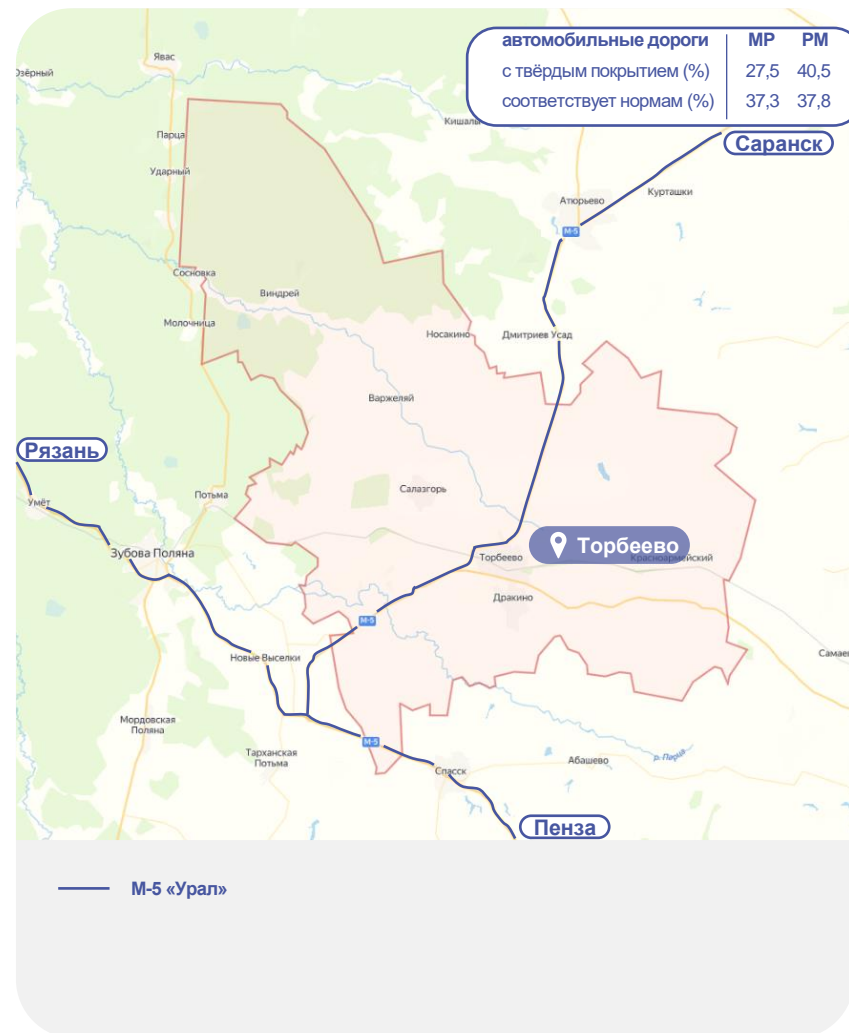 автомобильные дороги МР РМ
с твёрдым покрытием (%) 27,5 40,5
соответствует нормам (%) 37,3 37,8
Явас
Озёрный
Кишалы
Парца
Саранск
Ударный
Курташки
Атюрьево
М-5
Сосновка
Виндрей
Молочница
Носакино
Дмитриев Усад
Варжеляй
Рязань
Салазгорь
Потьма
Умёт
Зубова Поляна
Торбеево
Торбеево
Красноармейский
Дракино
М-5
Новые Выселки
Самаев
Мордовская
Поляна
М-5
Тарханская
Потьма
р. Парца
Абашево
Спасск
Пенза
М-5 «Урал»